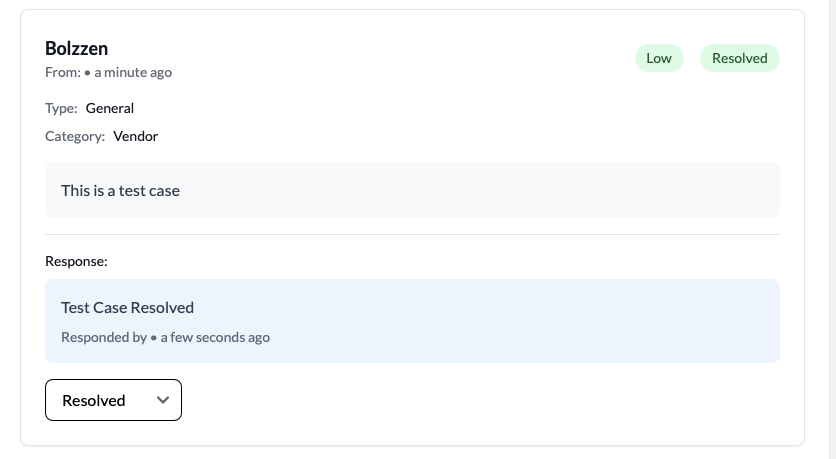 Bolzzen
Low
Resolved
From: • a minute ago
Type: General
Category: Vendor
This is a test case
Response:
Test Case Resolved
Responded by • a few seconds ago
Resolved